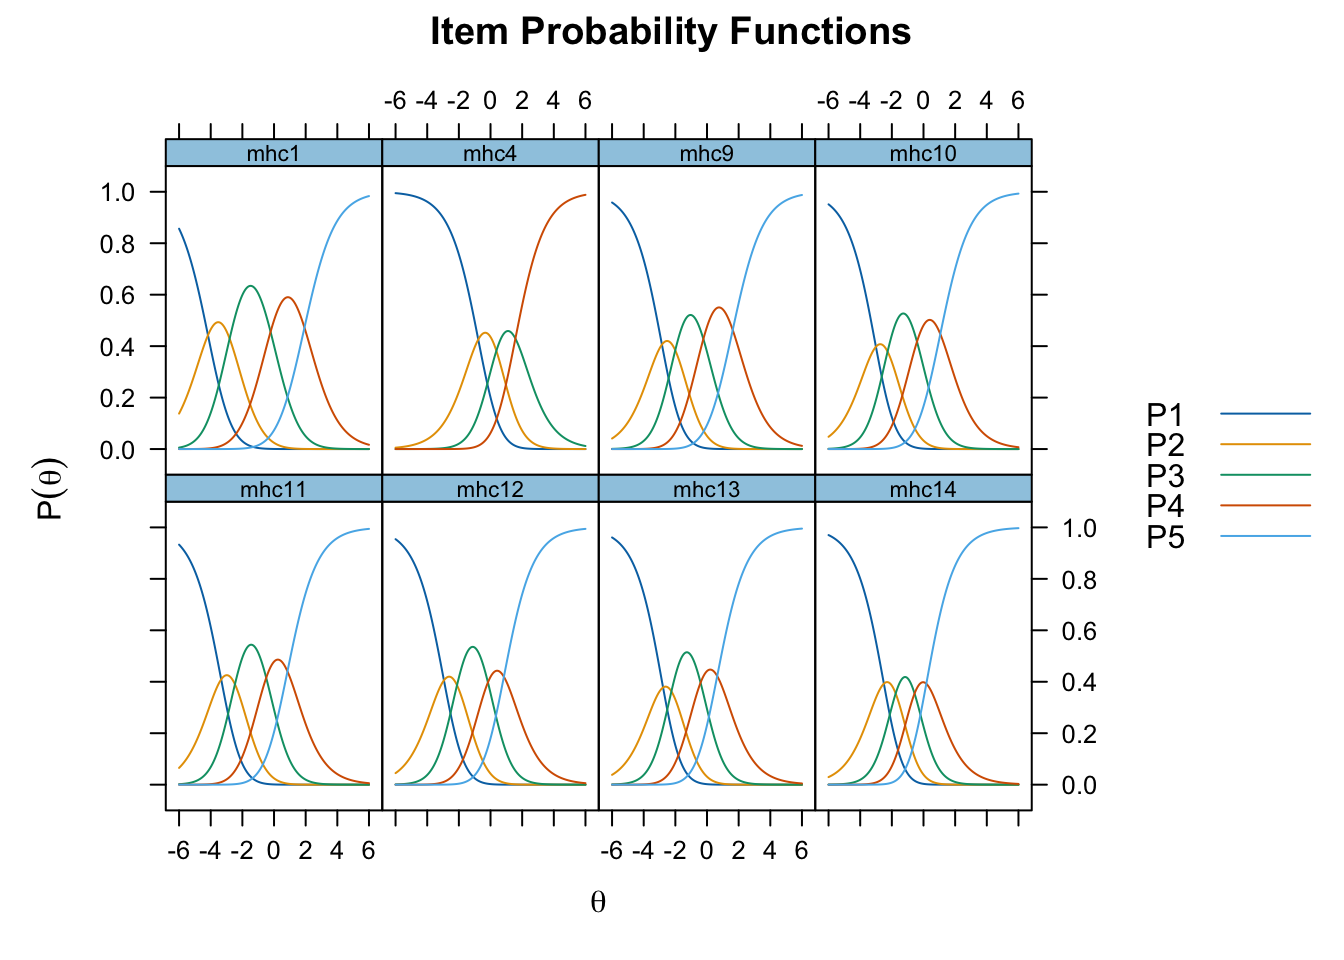 Item Probability Functions
-6 -4 -2 0 2 4 6 -6 -4 -2 0 2 4 6
mhc1 mhc4 mhc9 mhc10
1.0
0.8
0.6
0.4
0.2
0.0
P(θ)
mhc11 mhc12 mhc13 mhc14
1.0
0.8
0.6
0.4
0.2
0.0
-6 -4 -2 0 2 4 6 -6 -4 -2 0 2 4 6
θ
P1
P2
P3
P4
P5